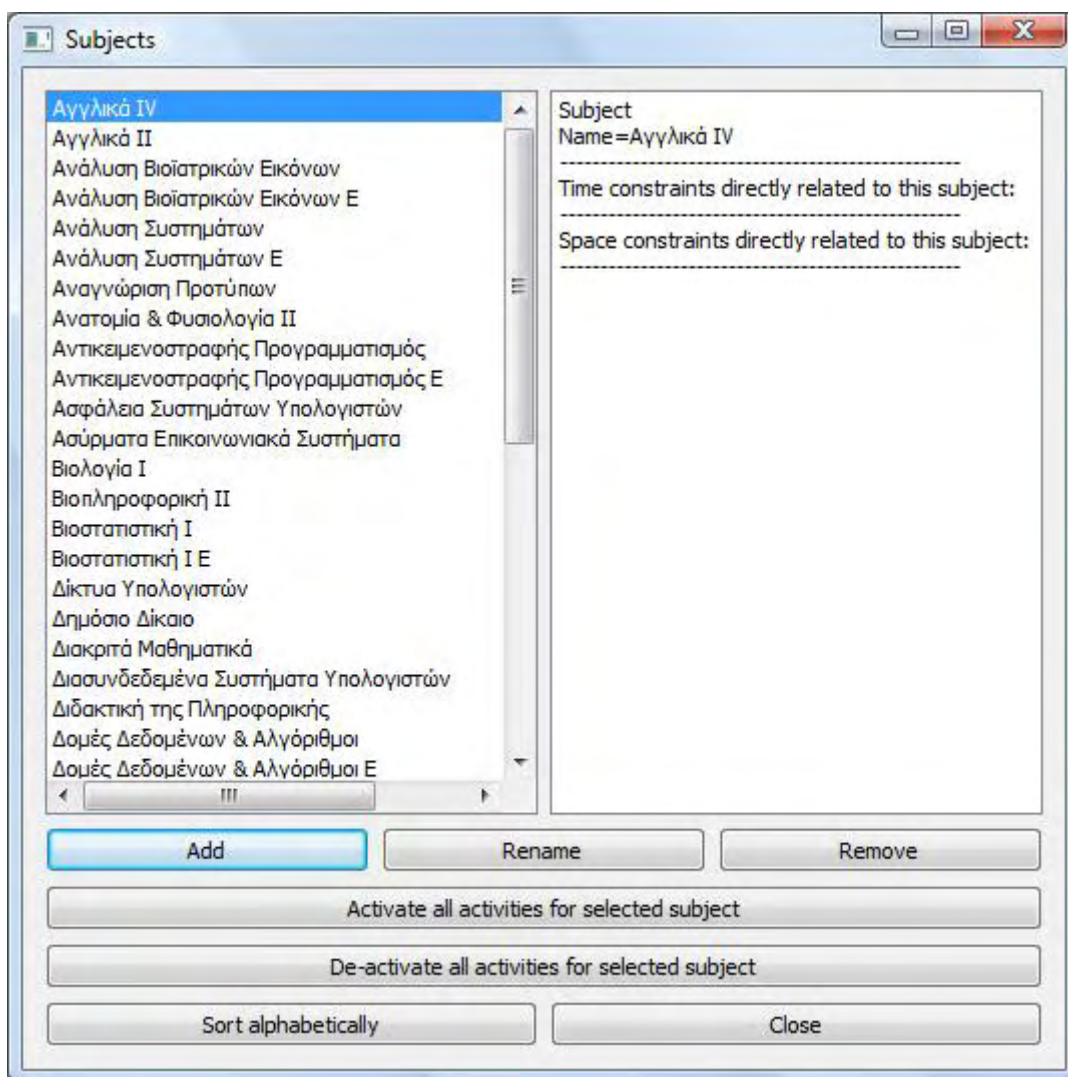 Subjects
Αγγλικά IV
Αγγλικά II
Ανάλυση Βιοϊατρικών Εικόνων
Ανάλυση Βιοϊατρικών Εικόνων Ε
Ανάλυση Συστημάτων
Ανάλυση Συστημάτων Ε
Αναγνώριση Προτύπων
Ανατομία & Φυσιολογία II
Αντικειμενοστραφής Προγραμματισμός
Αντικειμενοστραφής Προγραμματισμός Ε
Ασφάλεια Συστημάτων Υπολογιστών
Ασύρματα Επικοινωνιακά Συστήματα
Βιολογία I
Βιοπληροφορική II
Βιοστατιστική I
Βιοστατιστική I Ε
Δίκτυα Υπολογιστών
Δημόσιο Δίκαιο
Διακριτά Μαθηματικά
Διασυνδεδεμένα Συστήματα Υπολογιστών
Διδακτική της Πληροφορικής
Δομές Δεδομένων & Αλγόριθμοι
Δομές Δεδομένων & Αλγόριθμοι Ε
Subject
Name=Αγγλικά IV
--------------------------------------------------
Time constraints directly related to this subject:
--------------------------------------------------
Space constraints directly related to this subject:
--------------------------------------------------
Add Rename Remove
Activate all activities for selected subject
De-activate all activities for selected subject
Sort alphabetically Close